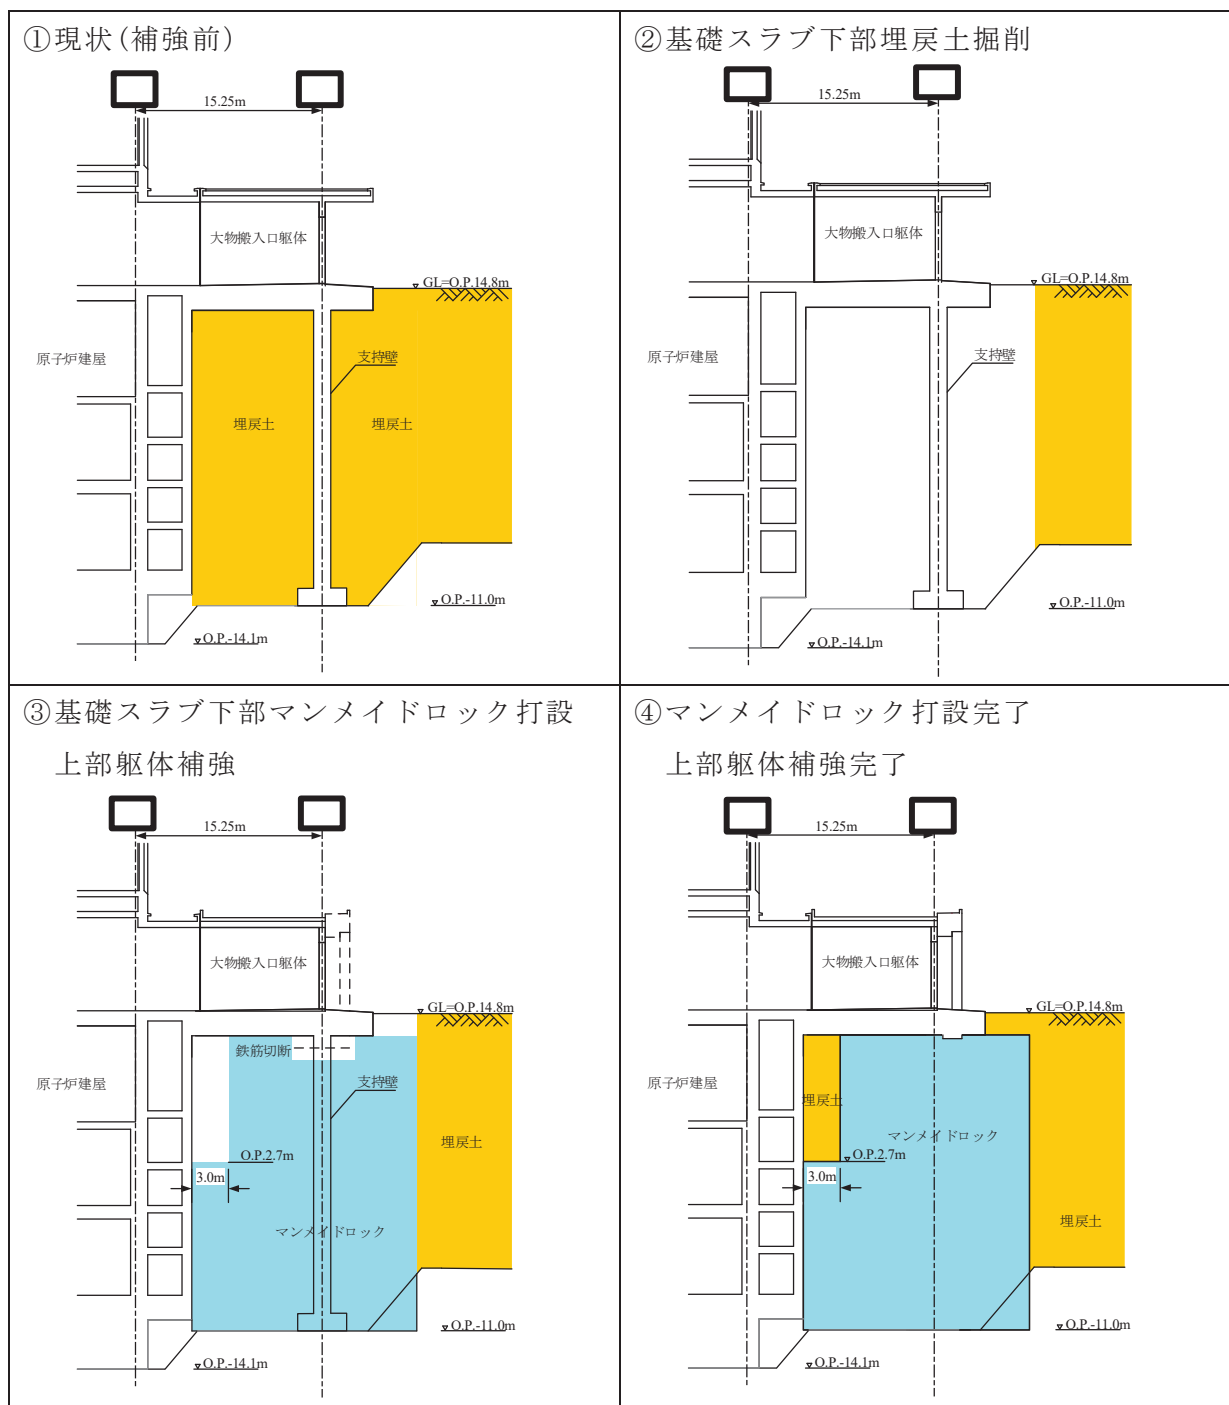 ①現状(補強前)
15.25m
大物搬入口躯体
GL=O.P.14.8m
原子炉建屋
支持壁
埋戻土
埋戻土
O.P.-11.0m
O.P.-14.1m
②基礎スラブ下部埋戻土掘削
15.25m
大物搬入口躯体
GL=O.P.14.8m
原子炉建屋
支持壁
O.P.-11.0m
O.P.-14.1m
③基礎スラブ下部マンメイドロック打設
上部躯体補強
15.25m
大物搬入口躯体
GL=O.P.14.8m
鉄筋切断
原子炉建屋
支持壁
埋戻土
O.P.2.7m
3.0m
マンメイドロック
O.P.-11.0m
O.P.-14.1m
④マンメイドロック打設完了
上部躯体補強完了
15.25m
大物搬入口躯体
GL=O.P.14.8m
原子炉建屋
埋戻土
マンメイドロック
O.P.2.7m
3.0m
埋戻土
O.P.-11.0m
O.P.-14.1m